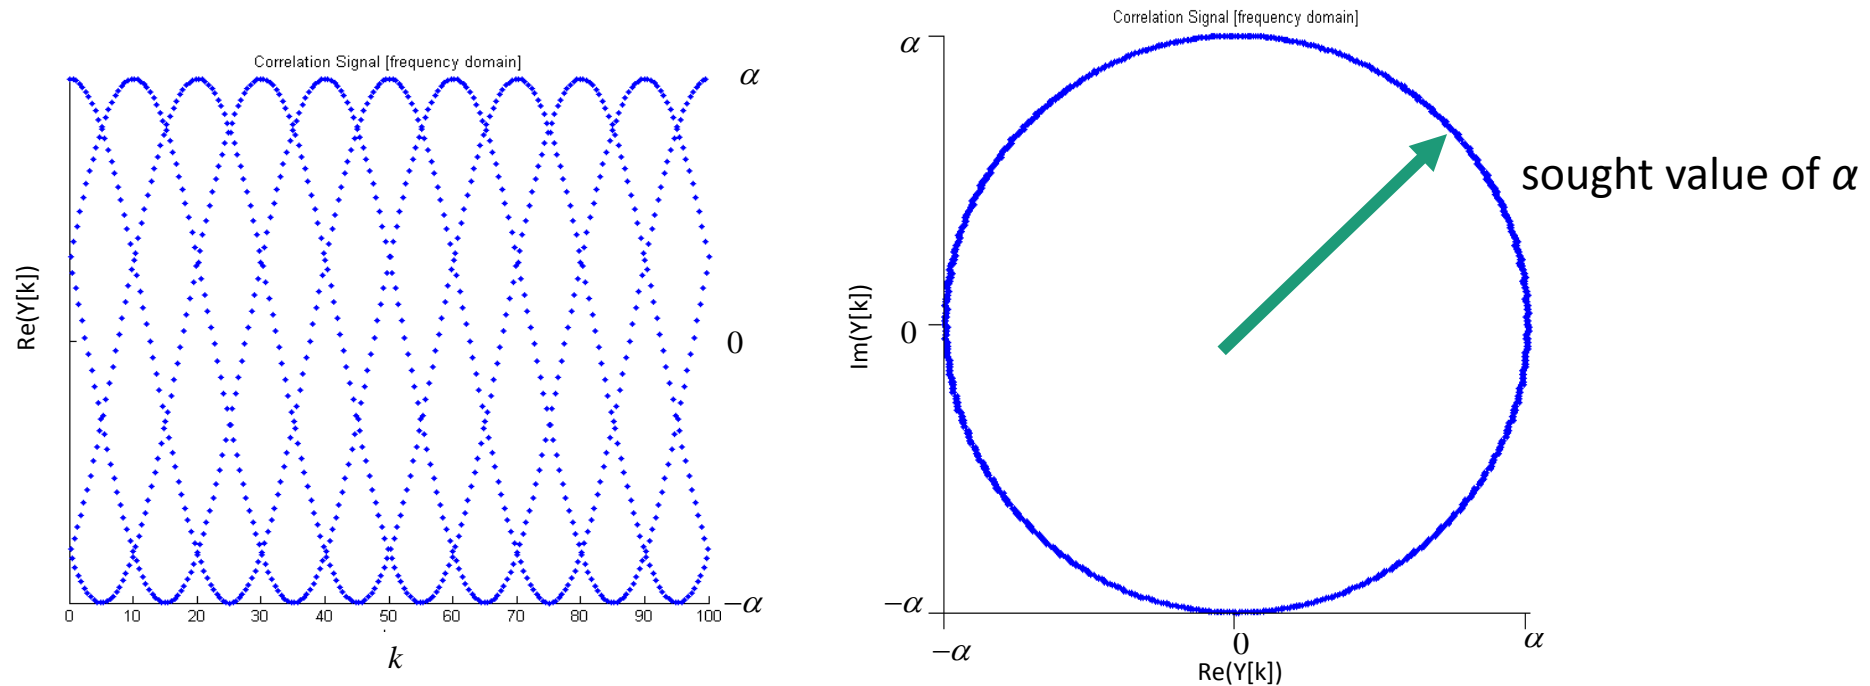 Correlation Signal [frequency domain]
α
0
−α
Re(Y[k])
0 10 20 30 40 50 60 70 80 90 100
k
Correlation Signal [frequency domain]
α
0
−α
Im(Y[k])
−α 0 α
Re(Y[k])
sought value of α